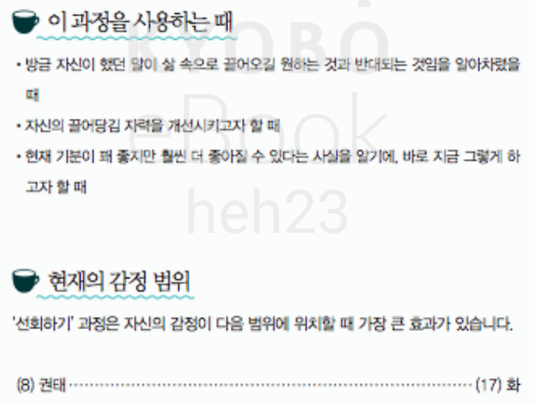 이 과정을 사용하는 때
• 방금 자신이 했던 말이 삶 속으로 끌어오길 원하는 것과 반대되는 것임을 알아차렸을
때
• 자신의 끌어당김 자력을 개선시키고자 할 때
• 현재 기분이 꽤 좋지만 훨씬 더 좋아질 수 있다는 사실을 알기에, 바로 지금 그렇게 하
고자 할 때
KYOBO
eBook
heh23
현재의 감정 범위
'선회하기' 과정은 자신의 감정이 다음 범위에 위치할 때 가장 큰 효과가 있습니다.
(8) 권태·······································(17) 화